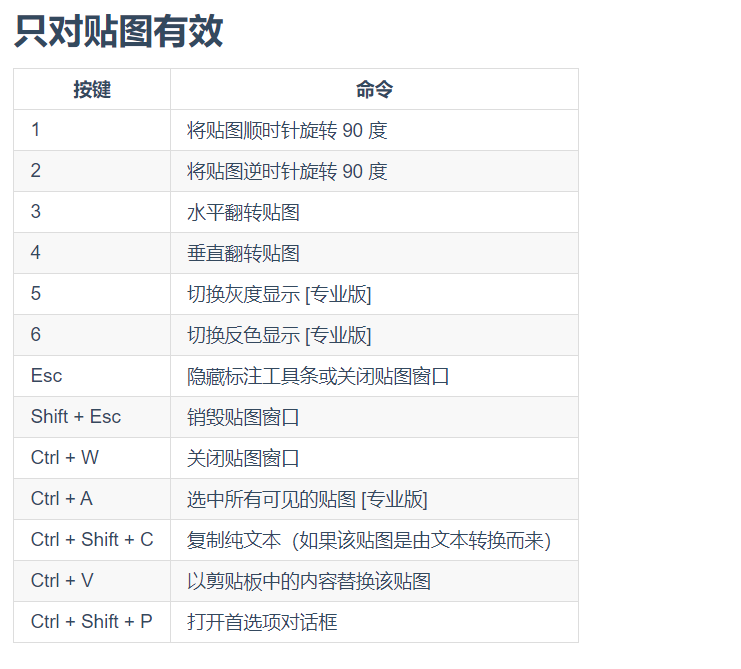 只对贴图有效
按键 命令
1 将贴图顺时针旋转 90 度
2 将贴图逆时针旋转 90 度
3 水平翻转贴图
4 垂直翻转贴图
5 切换灰度显示 [专业版]
6 切换反色显示 [专业版]
Esc 隐藏标注工具条或关闭贴图窗口
Shift + Esc 销毁贴图窗口
Ctrl + W 关闭贴图窗口
Ctrl + A 选中所有可见的贴图 [专业版]
Ctrl + Shift + C 复制纯文本（如果该贴图是由文本转换而来）
Ctrl + V 以剪贴板中的内容替换该贴图
Ctrl + Shift + P 打开首选项对话框